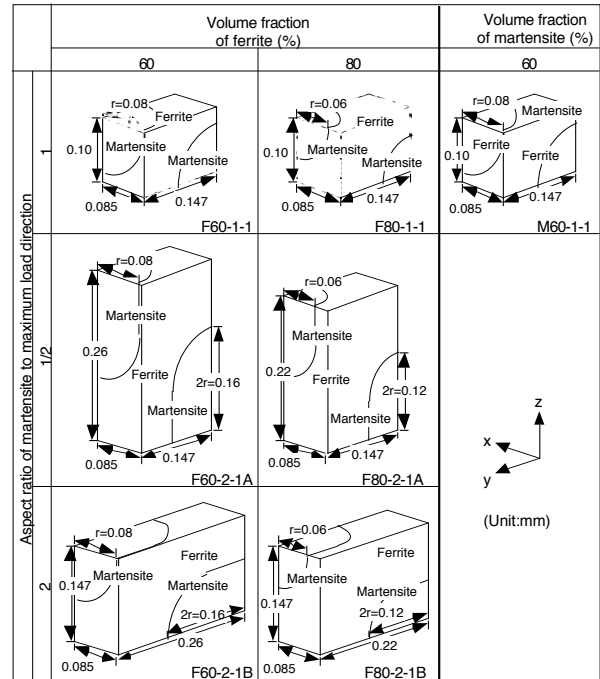 Volume fraction
of ferrite (%)
Volume fraction
of martensite (%)
60
80
60
Aspect ratio of martensite to maximum load direction
1
r=0.08
Ferrite
Martensite
Martensite
0.10
0.085
0.147
F60-1-1
r=0.06
Ferrite
Martensite
Martensite
0.10
0.085
0.147
F80-1-1
r=0.08
Martensite
Ferrite
Ferrite
0.10
0.085
0.147
M60-1-1
1/2
r=0.08
Martensite
0.26
Ferrite
2r=0.16
Martensite
0.085
0.147
F60-2-1A
r=0.06
Martensite
0.22
Ferrite
2r=0.12
Martensite
0.085
0.147
F80-2-1A
z
x
y
(Unit:mm)
2
r=0.08
Ferrite
Martensite
Martensite
0.147
2r=0.16
0.26
0.085
F60-2-1B
r=0.06
Ferrite
Martensite
Martensite
0.147
2r=0.12
0.22
0.085
F80-2-1B